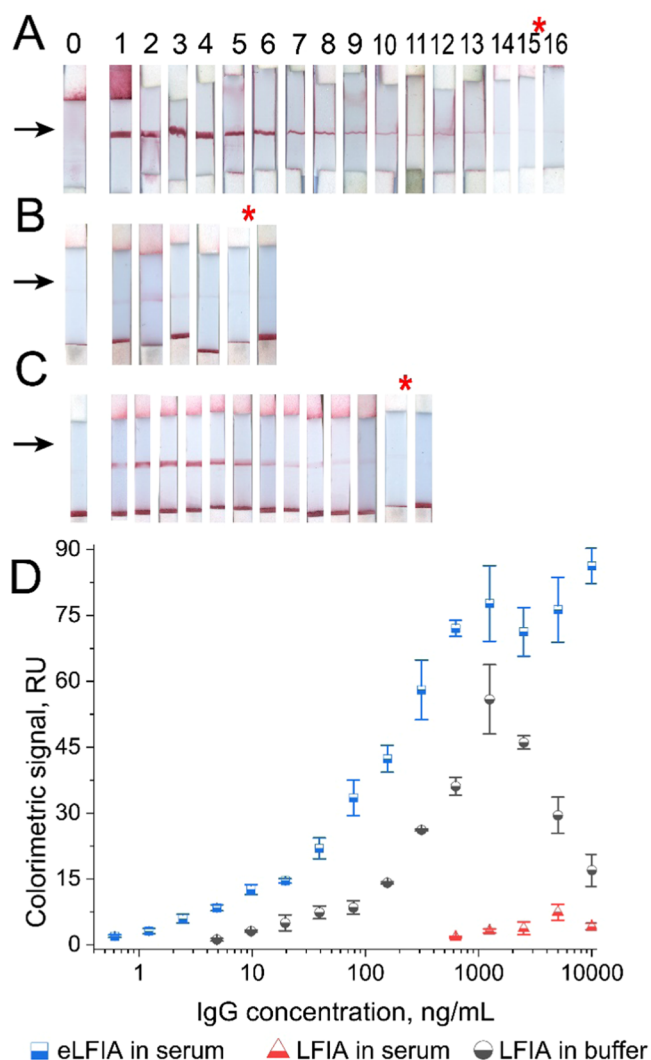 A
0 1 2 3 4 5 6 7 8 9 10 11 12 13 14 15 16
*
B
*
C
*
D
90
75
60
45
30
15
0
Colorimetric signal, RU
1 10 100 1000 10000
IgG concentration, ng/mL
eLFIA in serum LFIA in serum LFIA in buffer